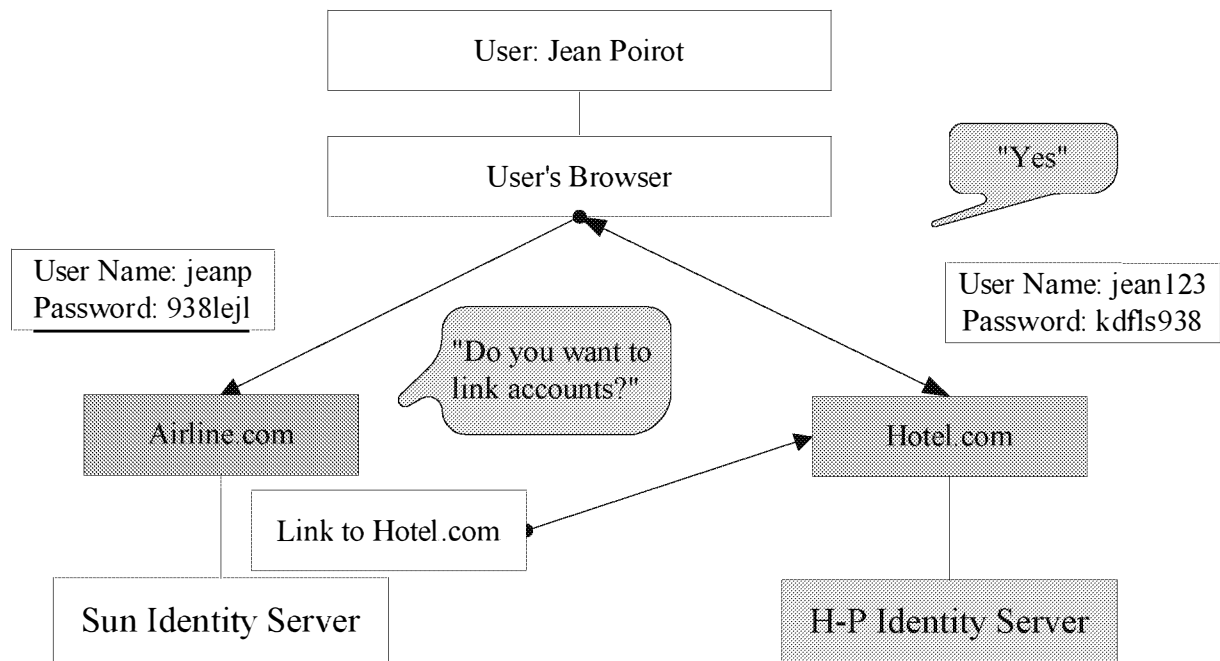 User: Jean Poirot
User's Browser
"Yes"
User Name: jeanp
Password: 938lejl
User Name: jean123
Password: kdfls938
"Do you want to
link accounts?"
Airline.com
Hotel.com
Link to Hotel.com
Sun Identity Server
H-P Identity Server